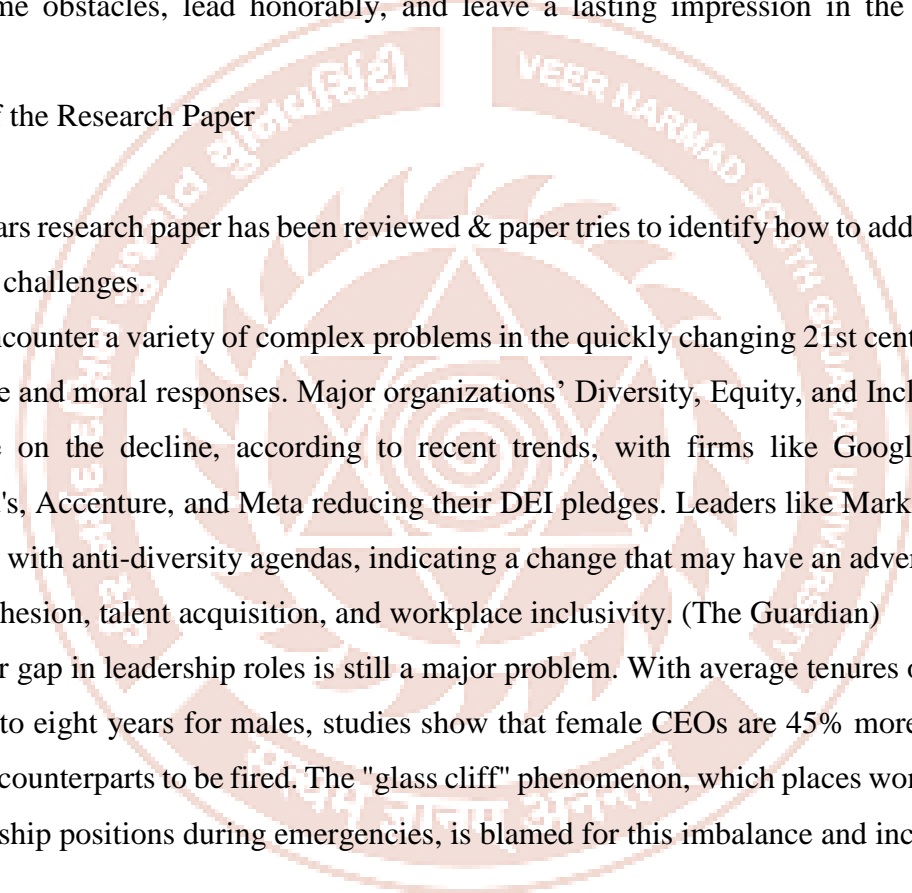 me obstacles, lead honorably, and leave a lasting impression in the
f the Research Paper
ars research paper has been reviewed & paper tries to identify how to add
challenges.
counter a variety of complex problems in the quickly changing 21st cent
e and moral responses. Major organizations’ Diversity, Equity, and Incl
on the decline, according to recent trends, with firms like Googl
's, Accenture, and Meta reducing their DEI pledges. Leaders like Mark
with anti-diversity agendas, indicating a change that may have an adver
hesion, talent acquisition, and workplace inclusivity. (The Guardian)
r gap in leadership roles is still a major problem. With average tenures
to eight years for males, studies show that female CEOs are 45% more
counterparts to be fired. The "glass cliff" phenomenon, which places wo
ship positions during emergencies, is blamed for this imbalance and inc
VEER NARMAD SOUTH GUJARAT UNIVERSITY